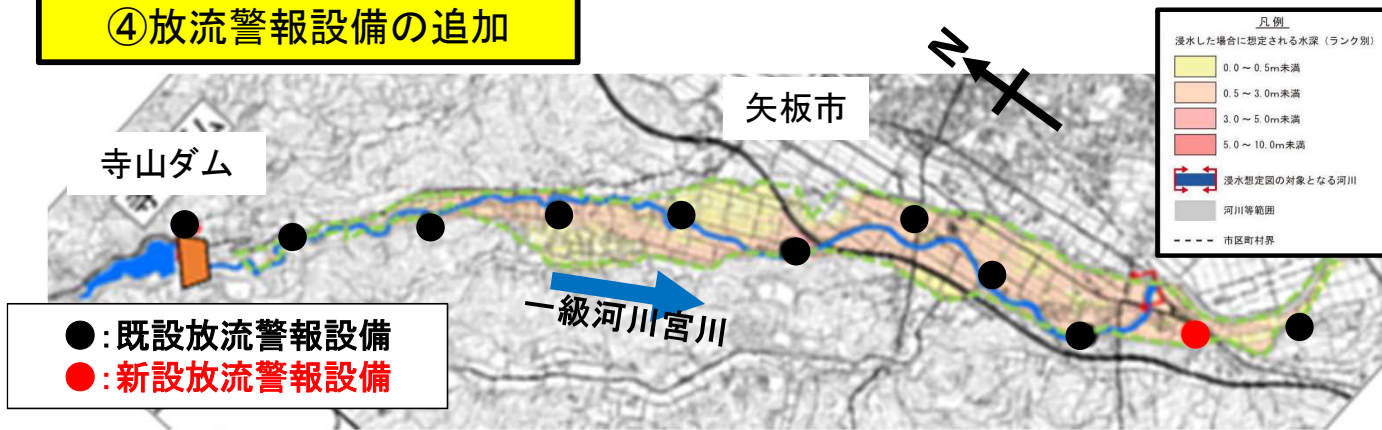 ④放流警報設備の追加
N
矢板市
寺山ダム
一級河川宮川
●:既設放流警報設備
●:新設放流警報設備
凡例
浸水した場合に想定される水深（ランク別）
0.0～0.5m未満
0.5～3.0m未満
3.0～5.0m未満
5.0～10.0m未満
浸水想定図の対象となる河川
河川等範囲
市区町村界